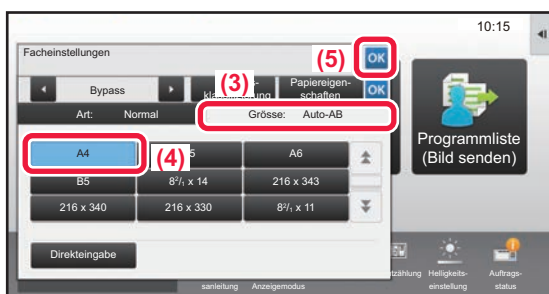 10:15
Facheinstellungen
(5)
OK
Bypass
(3)
Papiereigen-
schaften
OK
Art: Normal
Grösse: Auto-AB
A4
(4)
A6
B5
8²/₁ x 14
216 x 343
216 x 340
216 x 330
8²/₁ x 11
Direkteingabe
Programmliste
(Bild senden)
sanleitung
Anzeigemodus
tzzählung
Helligkeits-
einstellung
Auftrags-
status